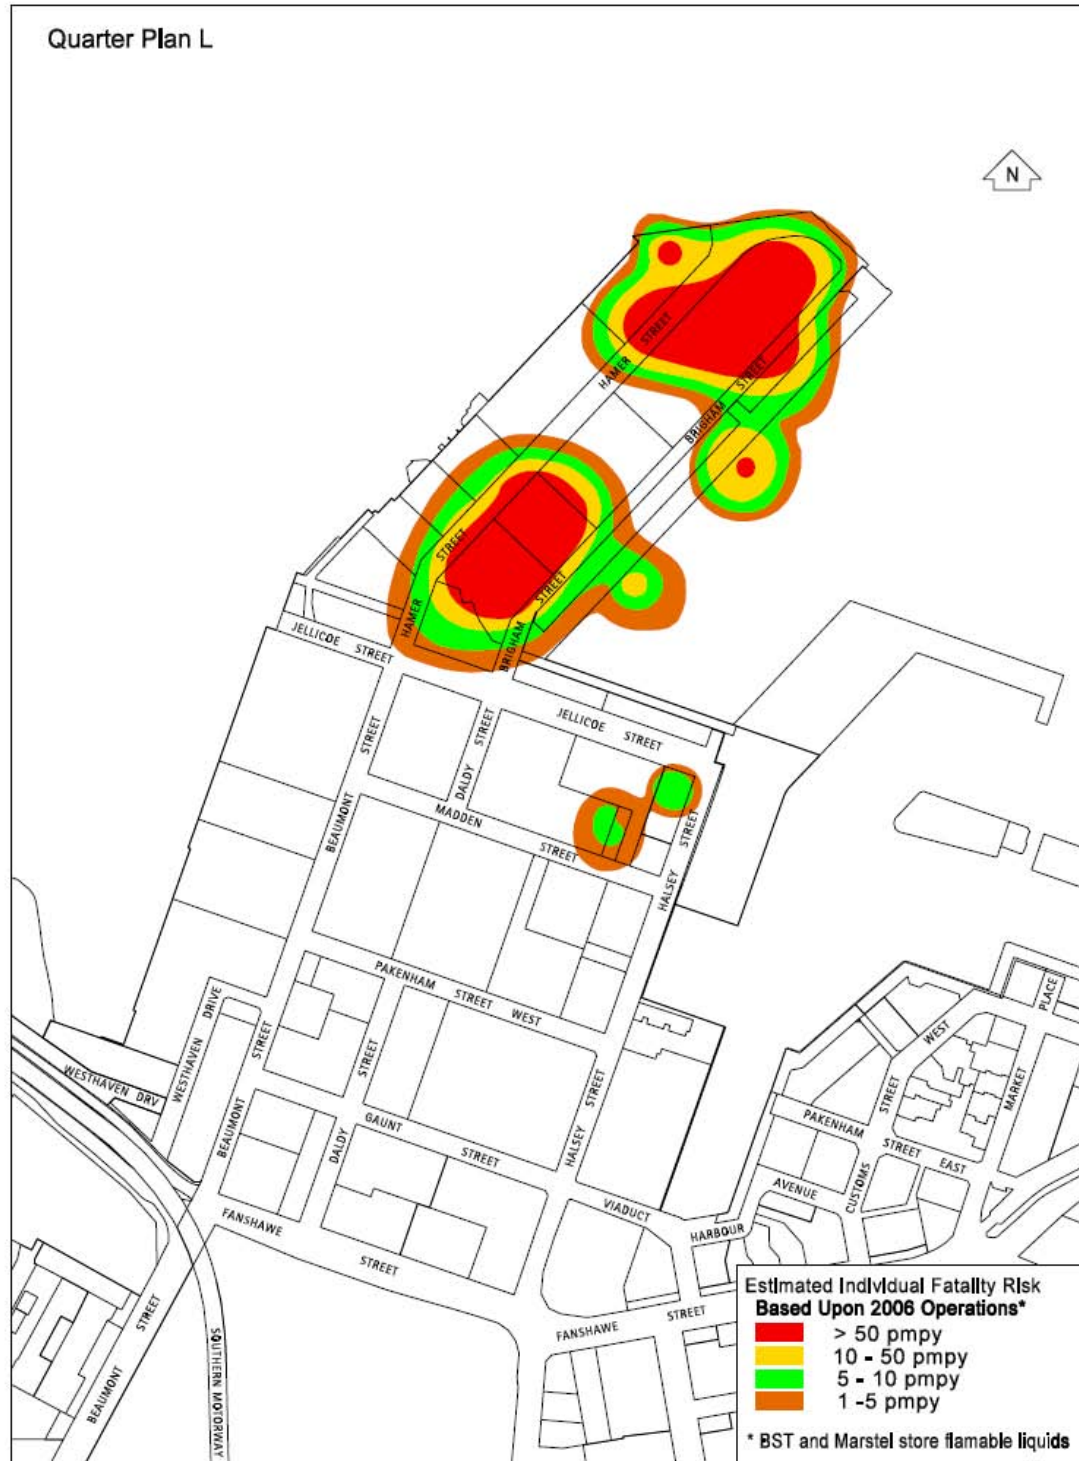 Quarter Plan L
N
HAMER STREET
BRIGHAM STREET
HAMER STREET
BRIGHAM STREET
JELLICOE STREET
JELLICOE STREET
BEAUMONT STREET
DALDY STREET
MADDEN STREET
HALSEY STREET
PAKENHAM STREET WEST
WESTHAVEN DRIVE
WESTHAVEN DRV
BEAUMONT STREET
DALDY STREET
GAUNT STREET
HALSEY STREET
FANSHAWE STREET
VIADUCT HARBOUR AVENUE
CUSTOMS STREET WEST
PAKENHAM STREET EAST
MARKET PLACE
FANSHAWE STREET
BEAUMONT STREET
SOUTHERN MOTORWAY
Estimated Individual Fatality Risk
Based Upon 2006 Operations*
> 50 pmpy
10 - 50 pmpy
5 - 10 pmpy
1 -5 pmpy
* BST and Marstel store flamable liquids